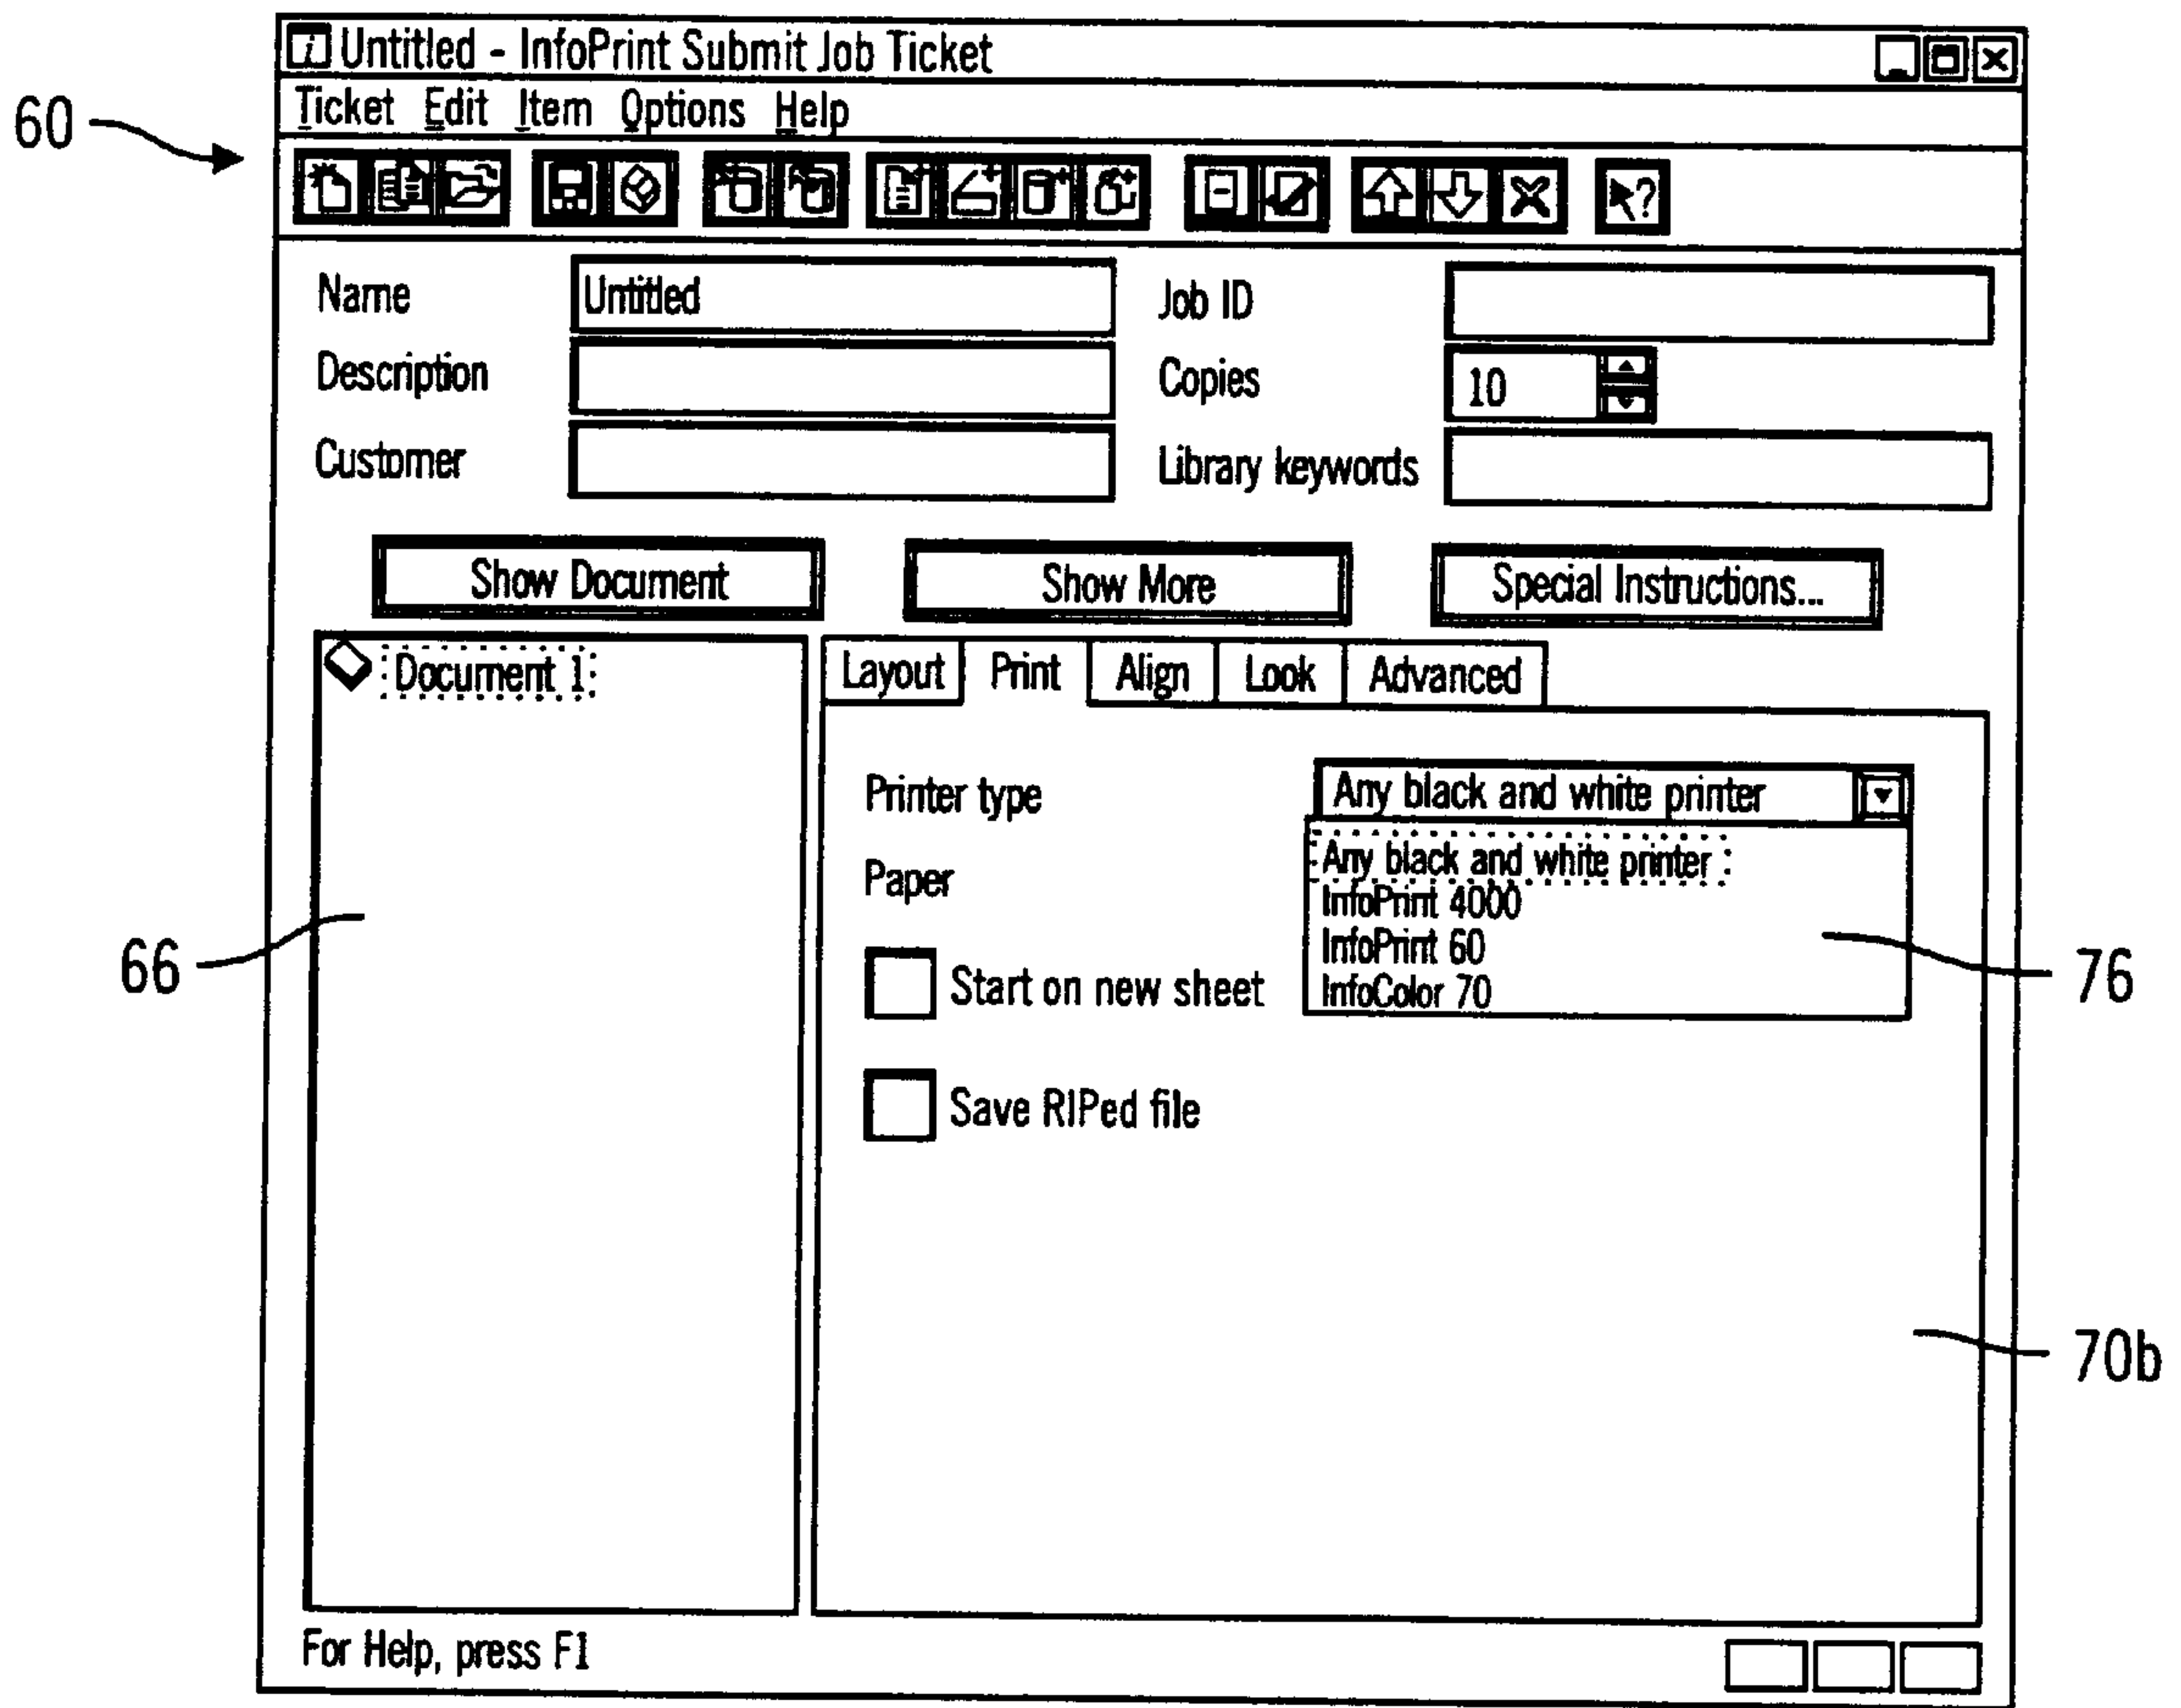 Untitled - InfoPrint Submit Job Ticket
Ticket Edit Item Options Help
60
Name Untitled Job ID
Description Copies 10
Customer Library keywords
Show Document Show More Special Instructions...
Document 1 Layout Print Align Look Advanced
Printer type Any black and white printer
Any black and white printer
Paper
InfoPrint 4000
InfoPrint 60
66 76
Start on new sheet InfoColor 70
Save RIPed file
70b
For Help, press F1